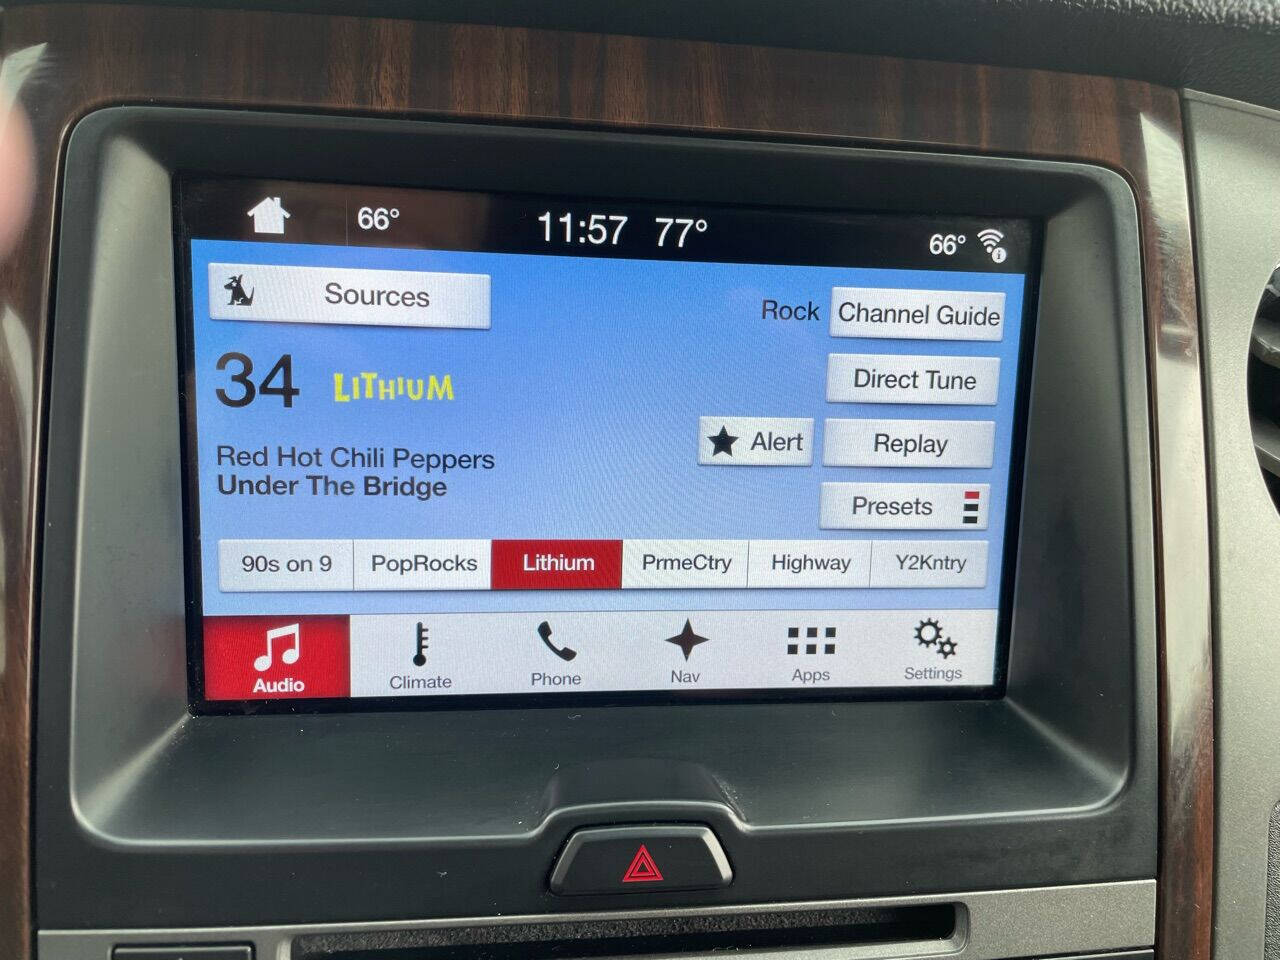 66°
11:57
77°
66°
Sources
Rock
Channel Guide
34
LITHIUM
Direct Tune
Alert
Replay
Red Hot Chili Peppers
Under The Bridge
Presets
90s on 9
PopRocks
Lithium
PrmeCtry
Highway
Y2Kntry
Audio
Climate
Phone
Nav
Apps
Settings